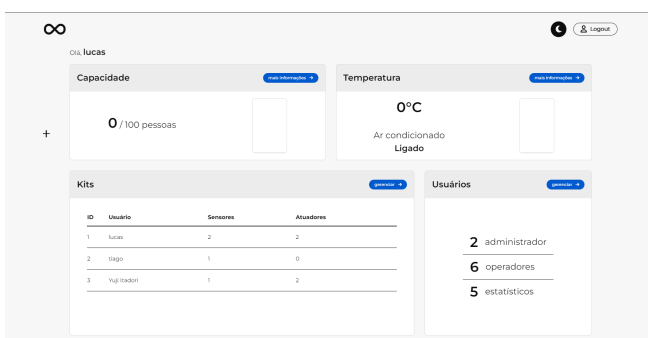 Logout
Olá, lucas
Capacidade
mais informações →
0 / 100 pessoas
Temperatura
mais informações →
0°C
Ar condicionado
Ligado
+
Kits
gerenciar →
ID Usuário Sensores Atuadores
1 lucas 2 2
2 tiago 1 0
3 Yuji Itadori 1 2
Usuários
gerenciar →
2 administrador
6 operadores
5 estatísticos